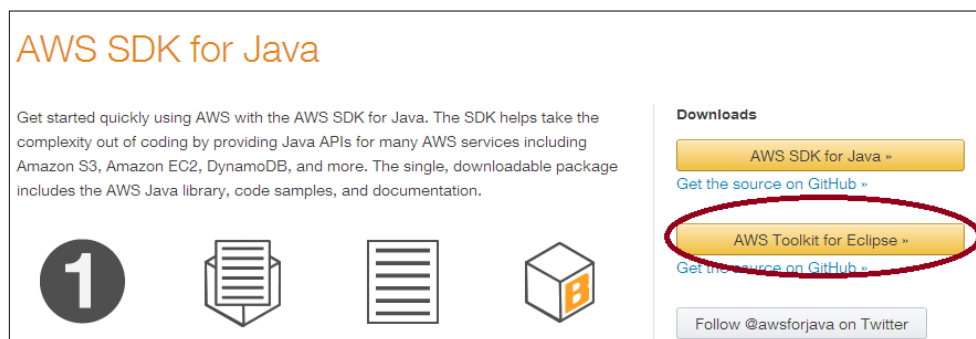 AWS SDK for Java
Get started quickly using AWS with the AWS SDK for Java. The SDK helps take the
complexity out of coding by providing Java APIs for many AWS services including
Amazon S3, Amazon EC2, DynamoDB, and more. The single, downloadable package
includes the AWS Java library, code samples, and documentation.
1
B
Downloads
AWS SDK for Java »
Get the source on GitHub »
AWS Toolkit for Eclipse »
Get the source on GitHub »
Follow @awsforjava on Twitter